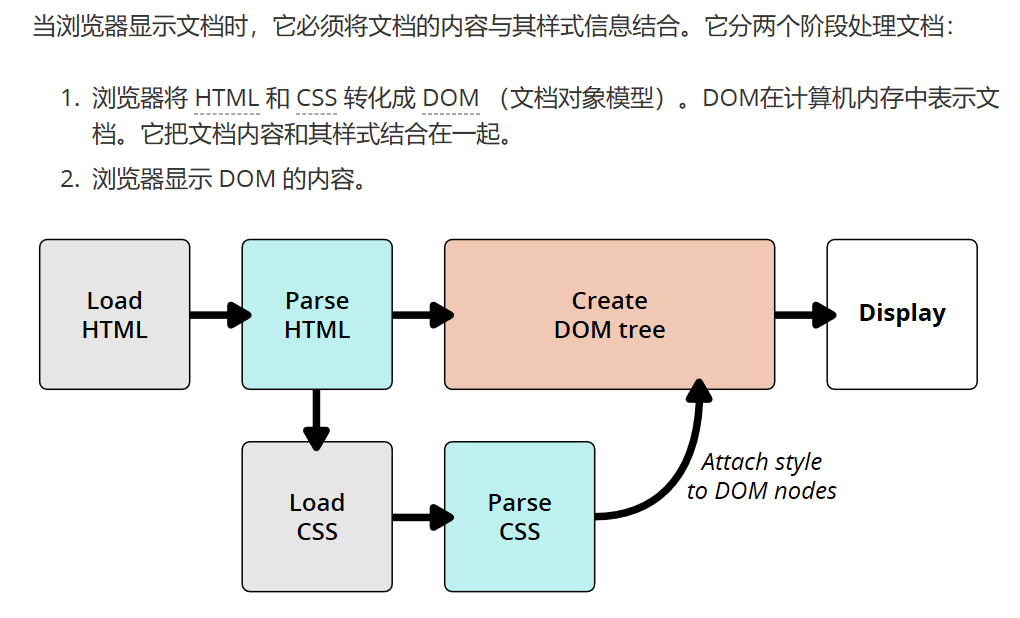 当浏览器显示文档时，它必须将文档的内容与其样式信息结合。它分两个阶段处理文档：
1. 浏览器将 HTML 和 CSS 转化成 DOM （文档对象模型）。DOM在计算机内存中表示文
档。它把文档内容和其样式结合在一起。
2. 浏览器显示 DOM 的内容。
Load
HTML
Parse
HTML
Create
DOM tree
Display
Load
CSS
Parse
CSS
Attach style
to DOM nodes